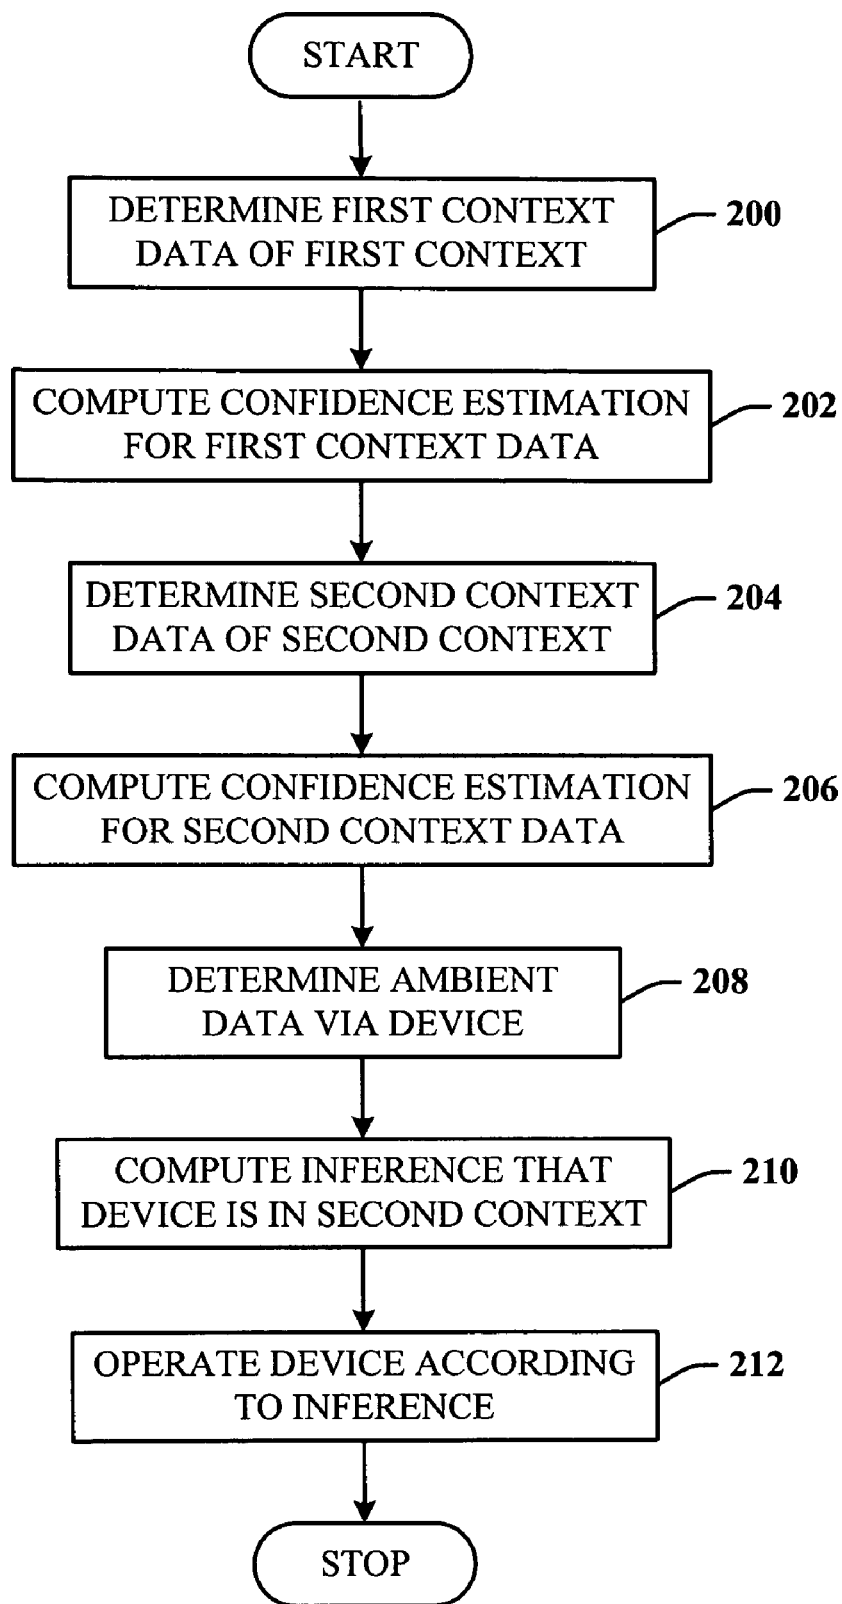 START
DETERMINE FIRST CONTEXT
DATA OF FIRST CONTEXT
200
COMPUTE CONFIDENCE ESTIMATION
FOR FIRST CONTEXT DATA
202
DETERMINE SECOND CONTEXT
DATA OF SECOND CONTEXT
204
COMPUTE CONFIDENCE ESTIMATION
FOR SECOND CONTEXT DATA
206
DETERMINE AMBIENT
DATA VIA DEVICE
208
COMPUTE INFERENCE THAT
DEVICE IS IN SECOND CONTEXT
210
OPERATE DEVICE ACCORDING
TO INFERENCE
212
STOP